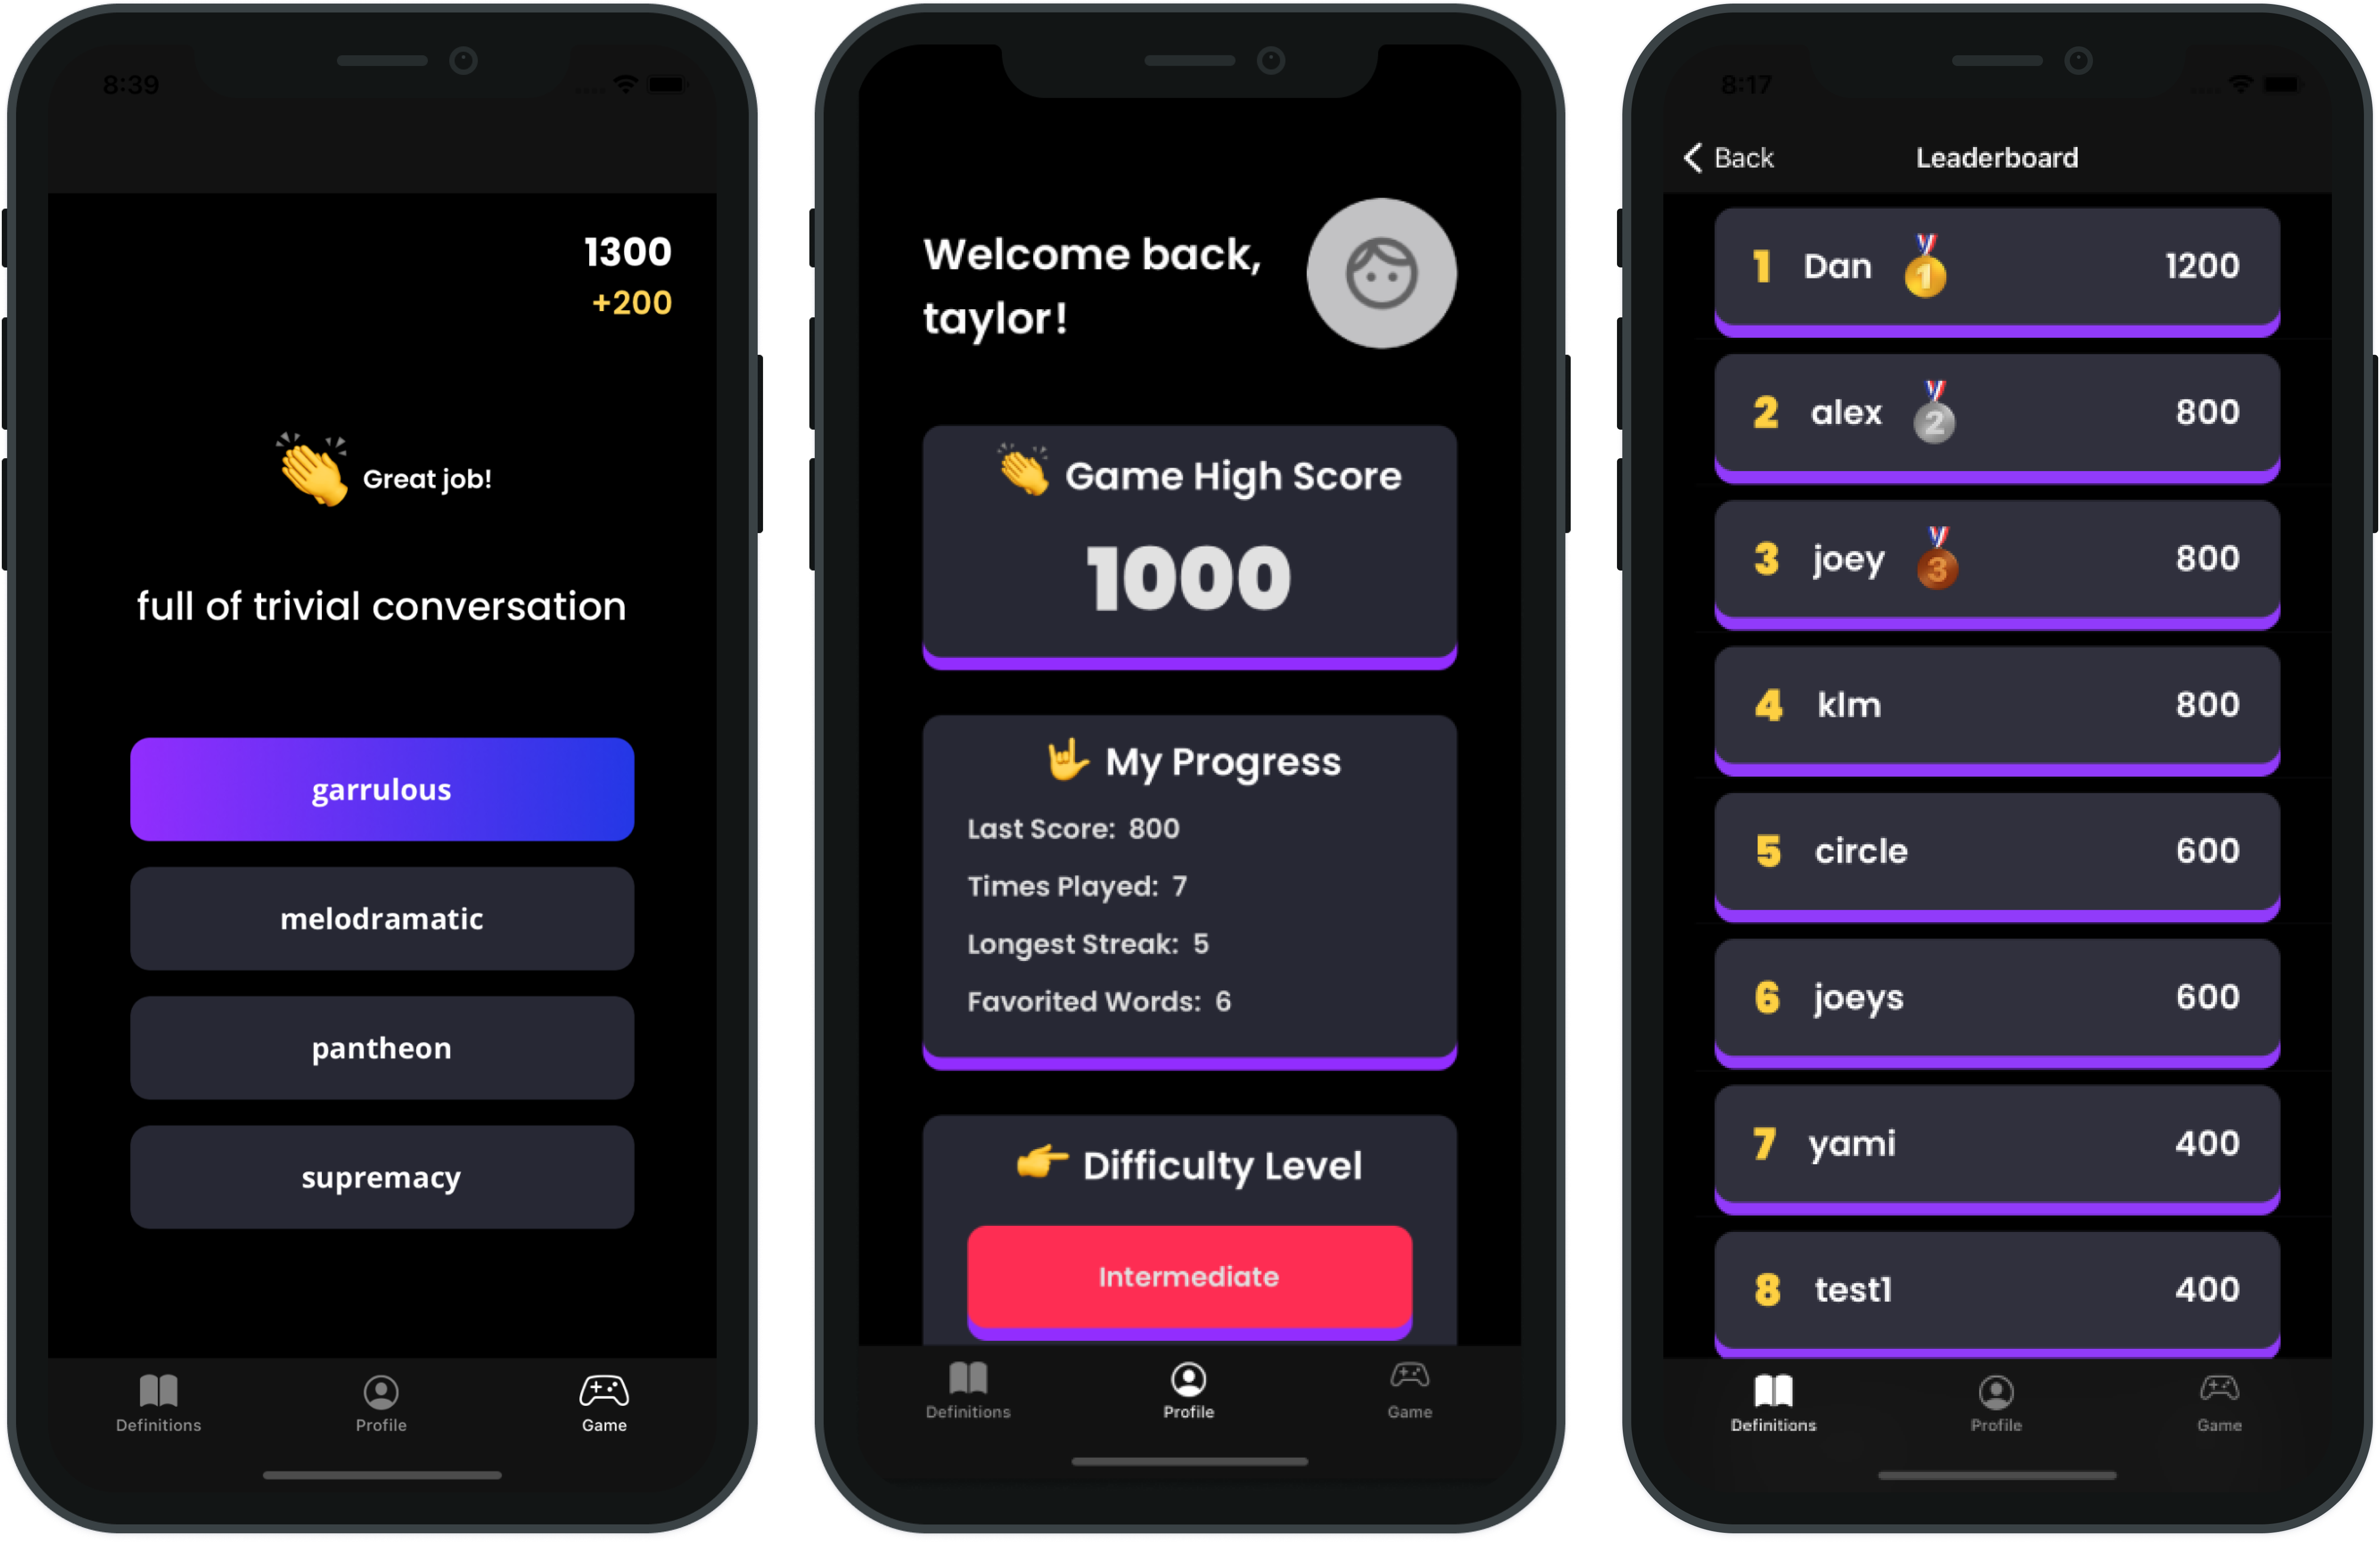 8:39
1300
+200
Great job!
full of trivial conversation
garrulous
melodramatic
pantheon
supremacy
Definitions
Profile
Game
Welcome back,
taylor!
Game High Score
1000
My Progress
Last Score: 800
Times Played: 7
Longest Streak: 5
Favorited Words: 6
Difficulty Level
Intermediate
Definitions
Profile
Game
8:17
Back
Leaderboard
1 Dan 1 1200
2 alex 2 800
3 joey 3 800
4 klm 800
5 circle 600
6 joeys 600
7 yami 400
8 test1 400
Definitions
Profile
Game